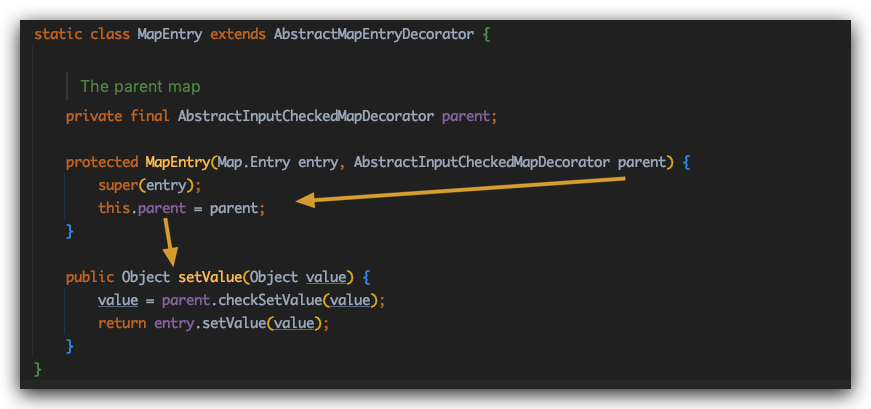 static class MapEntry extends AbstractMapEntryDecorator {
The parent map
private final AbstractInputCheckedMapDecorator parent;
protected MapEntry(Map.Entry entry, AbstractInputCheckedMapDecorator parent) {
super(entry);
this.parent = parent;
}
public Object setValue(Object value) {
value = parent.checkSetValue(value);
return entry.setValue(value);
}
}